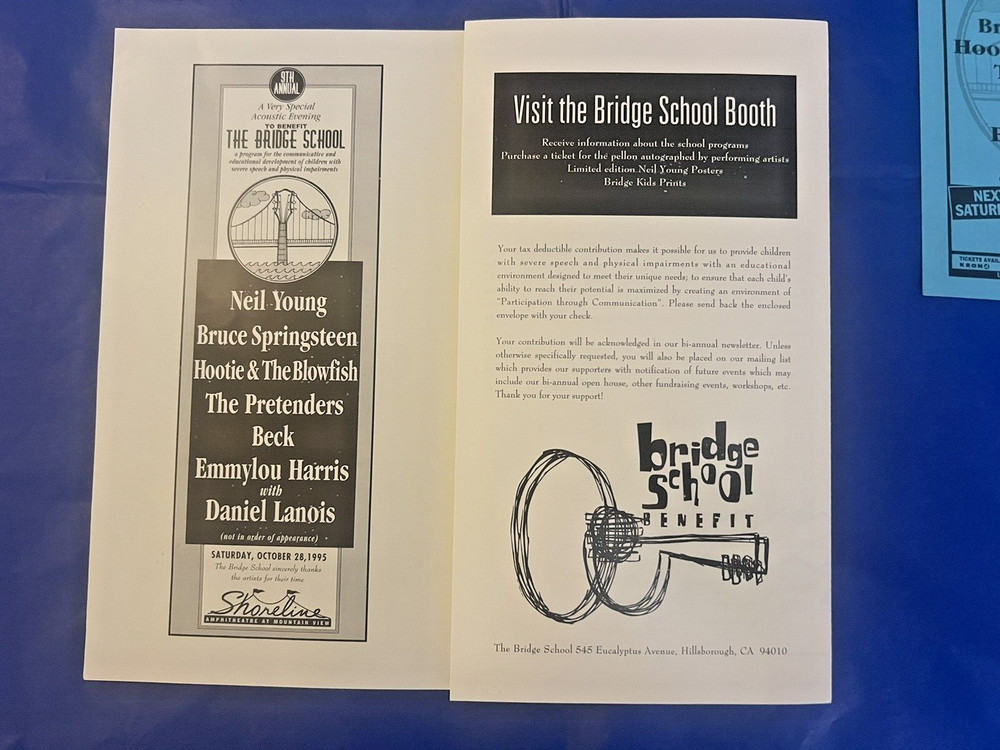 9TH
ANNUAL
A Very Special
Acoustic Evening
TO BENEFIT
THE BRIDGE SCHOOL
a program for the communicative and
educational development of children with
severe speech and physical impairments
Neil Young
Bruce Springsteen
Hootie & The Blowfish
The Pretenders
Beck
Emmylou Harris
with
Daniel Lanois
(not in order of appearance)
SATURDAY, OCTOBER 28, 1995
The Bridge School sincerely thanks
the artists for their time
Shoreline
AMPHITHEATRE AT MOUNTAIN VIEW
Visit the Bridge School Booth
Receive information about the school programs
Purchase a ticket for the pellon autographed by performing artists
Limited edition Neil Young Posters
Bridge Kids Prints
Your tax deductible contribution makes it possible for us to provide children
with severe speech and physical impairments with an educational
environment designed to meet their unique needs; to ensure that each child's
ability to reach their potential is maximized by creating an environment of
"Participation through Communication". Please send back the enclosed
envelope with your check.
Your contribution will be acknowledged in our bi-annual newsletter. Unless
otherwise specifically requested, you will also be placed on our mailing list
which provides our supporters with notification of future events which may
include our bi-annual open house, other fundraising events, workshops, etc.
Thank you for your support!
bridge
school
BENEFIT
The Bridge School 545 Eucalyptus Avenue, Hillsborough, CA 94010
Br
Hoo
T
NEX
SATUR
TICKETS AVAIL